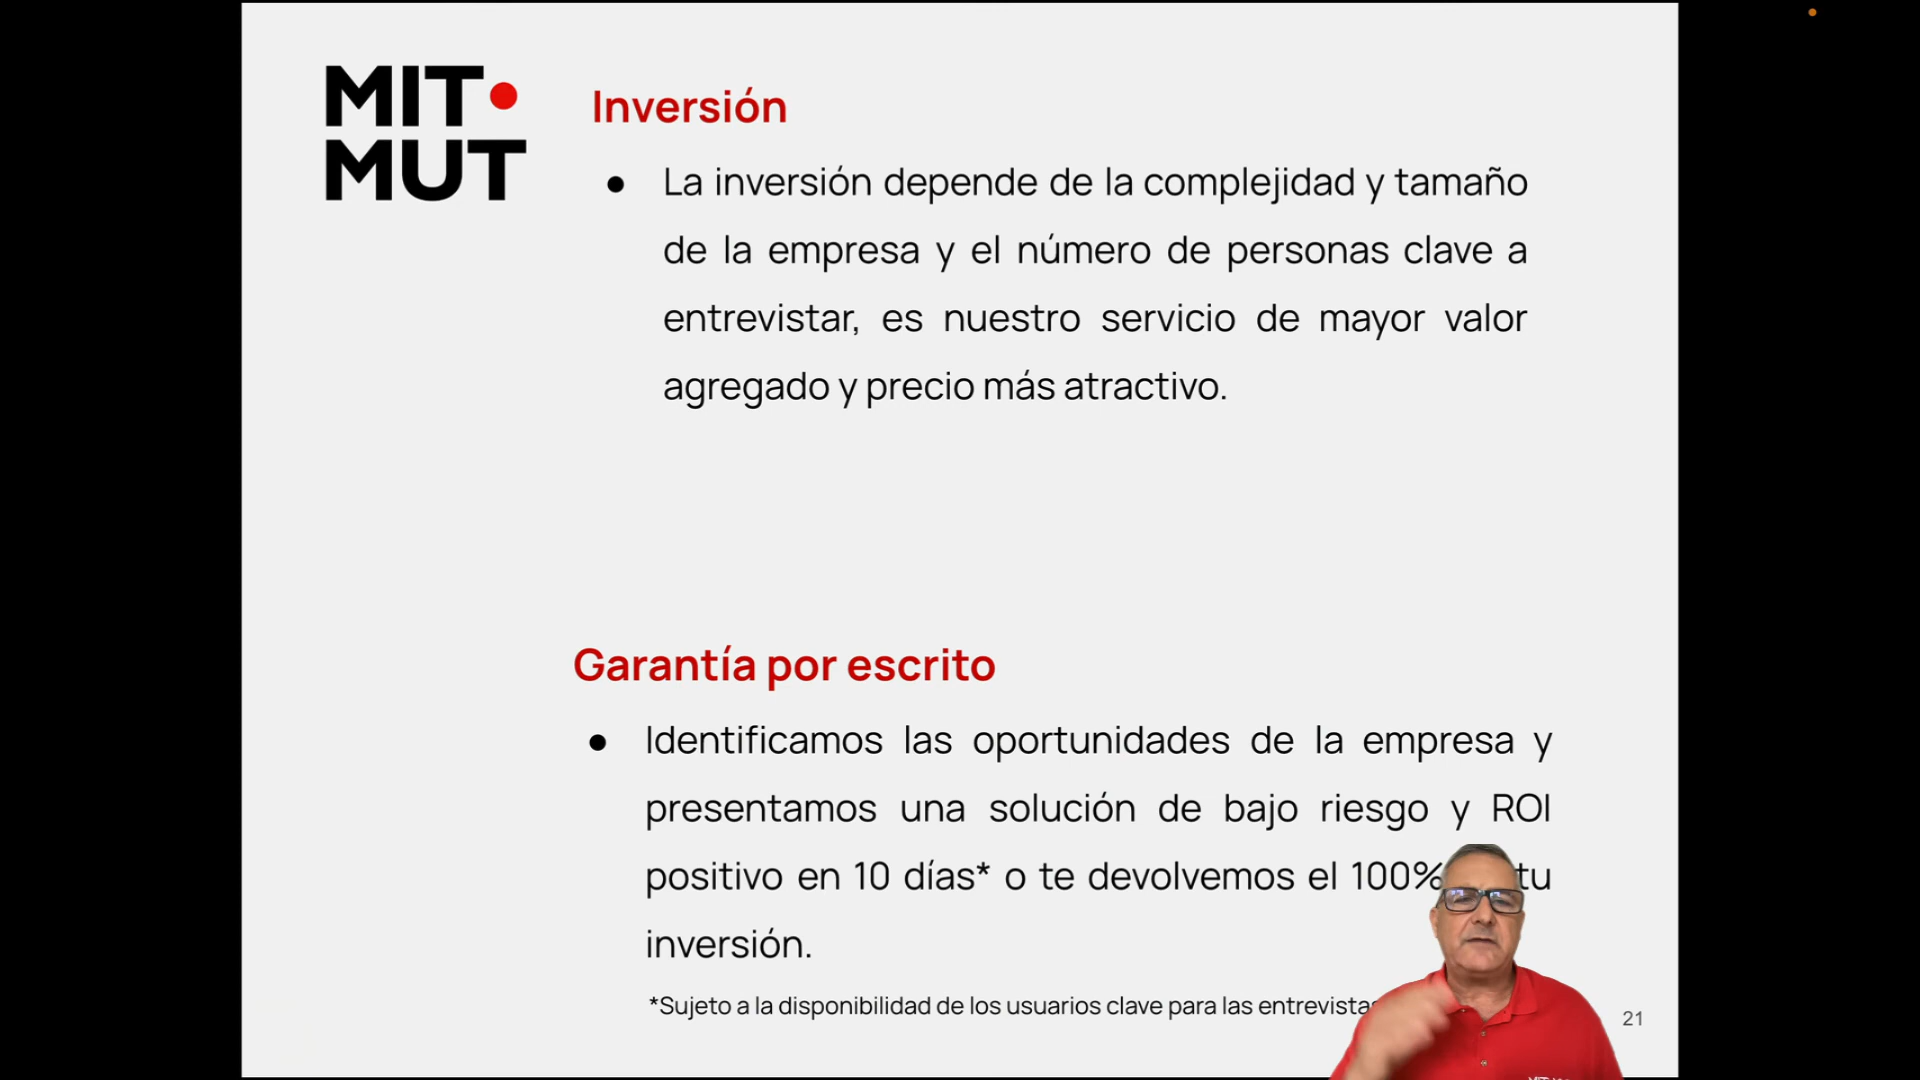 MIT
MUT
Inversión
● La inversión depende de la complejidad y tamaño
de la empresa y el número de personas clave a
entrevistar, es nuestro servicio de mayor valor
agregado y precio más atractivo.
Garantía por escrito
● Identificamos las oportunidades de la empresa y
presentamos una solución de bajo riesgo y ROI
positivo en 10 días* o te devolvemos el 100% tu
inversión.
*Sujeto a la disponibilidad de los usuarios clave para las
21